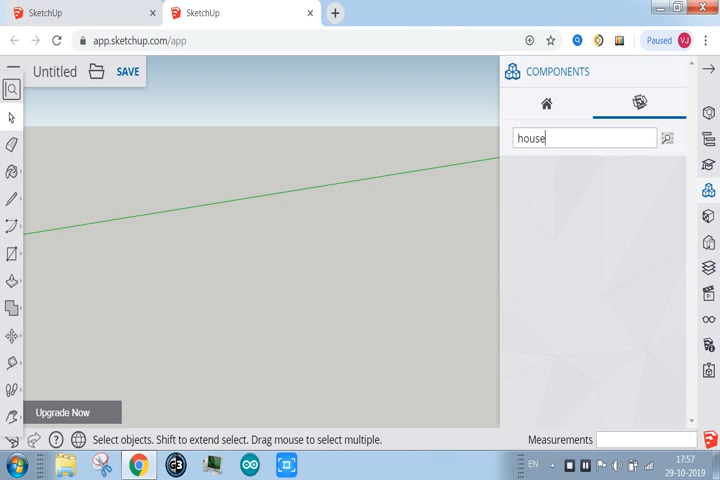 SketchUp
SketchUp
app.sketchup.com/app
Paused
VJ
Untitled
SAVE
COMPONENTS
house
Upgrade Now
Select objects. Shift to extend select. Drag mouse to select multiple.
Measurements
EN
17:57
29-10-2019